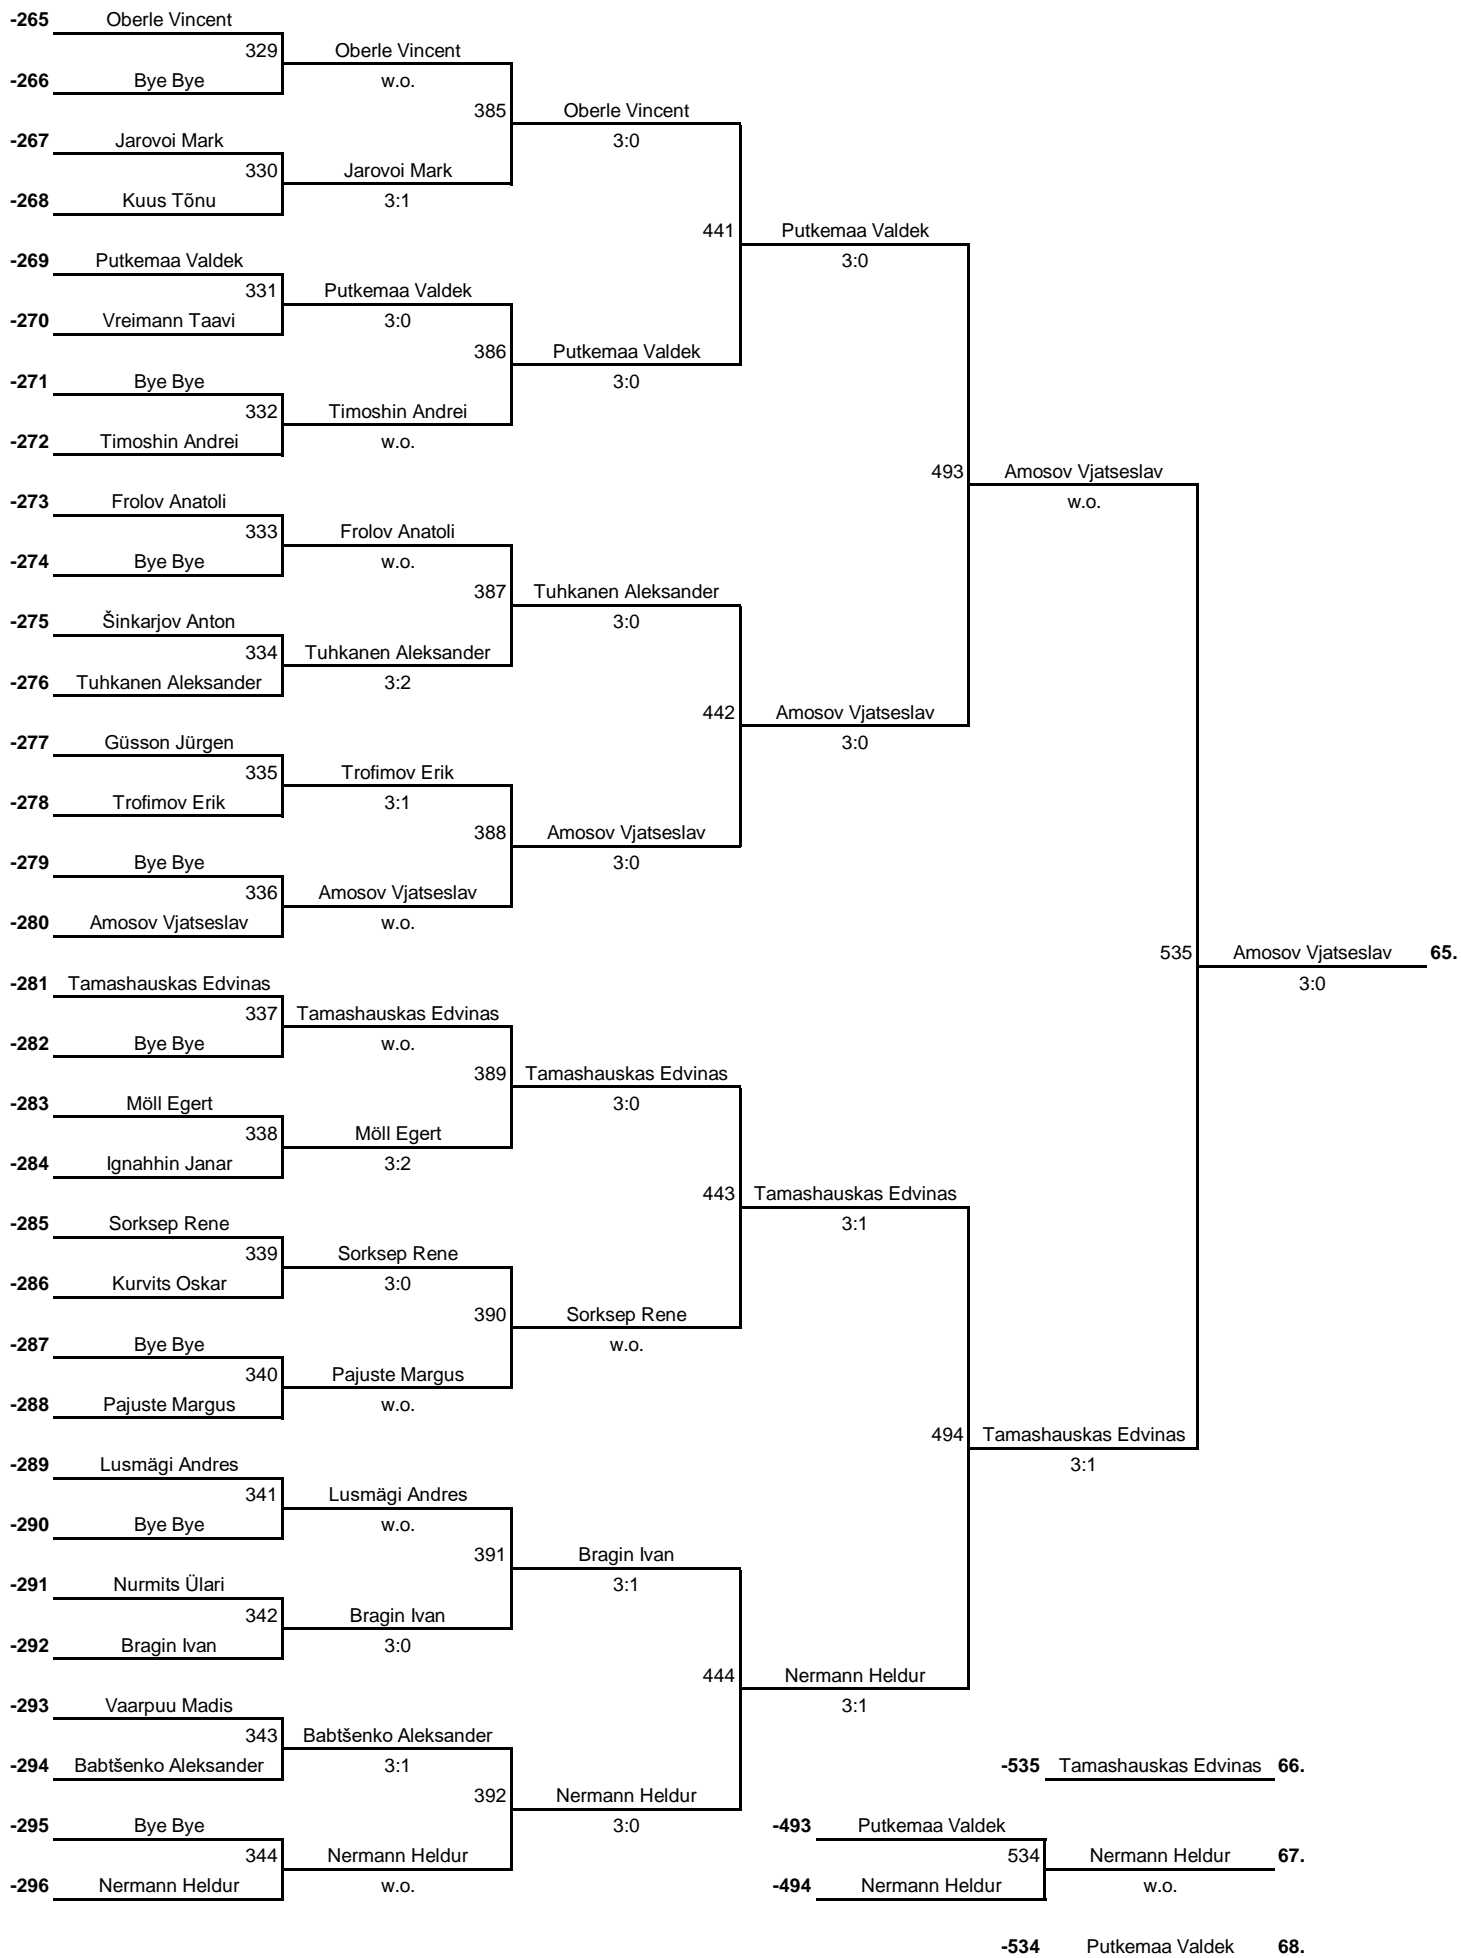 -265 Oberle Vincent
329 Oberle Vincent
-266 Bye Bye w.o.
385 Oberle Vincent
-267 Jarovoi Mark 3:0
330 Jarovoi Mark
-268 Kuus Tõnu 3:1
441 Putkemaa Valdek
-269 Putkemaa Valdek 3:0
331 Putkemaa Valdek
-270 Vreimann Taavi 3:0
386 Putkemaa Valdek
-271 Bye Bye 3:0
332 Timoshin Andrei
-272 Timoshin Andrei w.o.
493 Amosov Vjatseslav
-273 Frolov Anatoli w.o.
333 Frolov Anatoli
-274 Bye Bye w.o.
387 Tuhkanen Aleksander
-275 Šinkarjov Anton 3:0
334 Tuhkanen Aleksander
-276 Tuhkanen Aleksander 3:2
442 Amosov Vjatseslav
-277 Güsson Jürgen 3:0
335 Trofimov Erik
-278 Trofimov Erik 3:1
388 Amosov Vjatseslav
-279 Bye Bye 3:0
336 Amosov Vjatseslav
-280 Amosov Vjatseslav w.o.
535 Amosov Vjatseslav 65.
-281 Tamashauskas Edvinas 3:0
337 Tamashauskas Edvinas
-282 Bye Bye w.o.
389 Tamashauskas Edvinas
-283 Möll Egert 3:0
338 Möll Egert
-284 Ignahhin Janar 3:2
443 Tamashauskas Edvinas
-285 Sorksep Rene 3:1
339 Sorksep Rene
-286 Kurvits Oskar 3:0
390 Sorksep Rene
-287 Bye Bye w.o.
340 Pajuste Margus
-288 Pajuste Margus w.o.
494 Tamashauskas Edvinas
-289 Lusmägi Andres 3:1
341 Lusmägi Andres
-290 Bye Bye w.o.
391 Bragin Ivan
-291 Nurmits Ülari 3:1
342 Bragin Ivan
-292 Bragin Ivan 3:0
444 Nermann Heldur
-293 Vaarpuu Madis 3:1
343 Babtšenko Aleksander
-294 Babtšenko Aleksander 3:1 -535 Tamashauskas Edvinas 66.
392 Nermann Heldur
-295 Bye Bye 3:0 -493 Putkemaa Valdek
344 Nermann Heldur 534 Nermann Heldur 67.
-296 Nermann Heldur w.o. -494 Nermann Heldur w.o.
-534 Putkemaa Valdek 68.